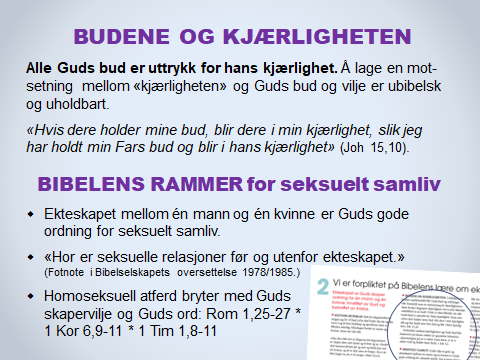 BUDENE OG KJÆRLIGHETEN
Alle Guds bud er uttrykk for hans kjærlighet. Å lage en mot-
setning mellom «kjærligheten» og Guds bud og vilje er ubibelsk
og uholdbart.
«Hvis dere holder mine bud, blir dere i min kjærlighet, slik jeg
har holdt min Fars bud og blir i hans kjærlighet» (Joh 15,10).
BIBELENS RAMMER for seksuelt samliv
Ekteskapet mellom én mann og én kvinne er Guds gode
ordning for seksuelt samliv.
«Hor er seksuelle relasjoner før og utenfor ekteskapet.»
(Fotnote i Bibelselskapets oversettelse 1978/1985.)
Homoseksuell atferd bryter med Guds
skapervilje og Guds ord: Rom 1,25-27 *
1 Kor 6,9-11 * 1 Tim 1,8-11
2 Vi er forpliktet på Bibelens lære om